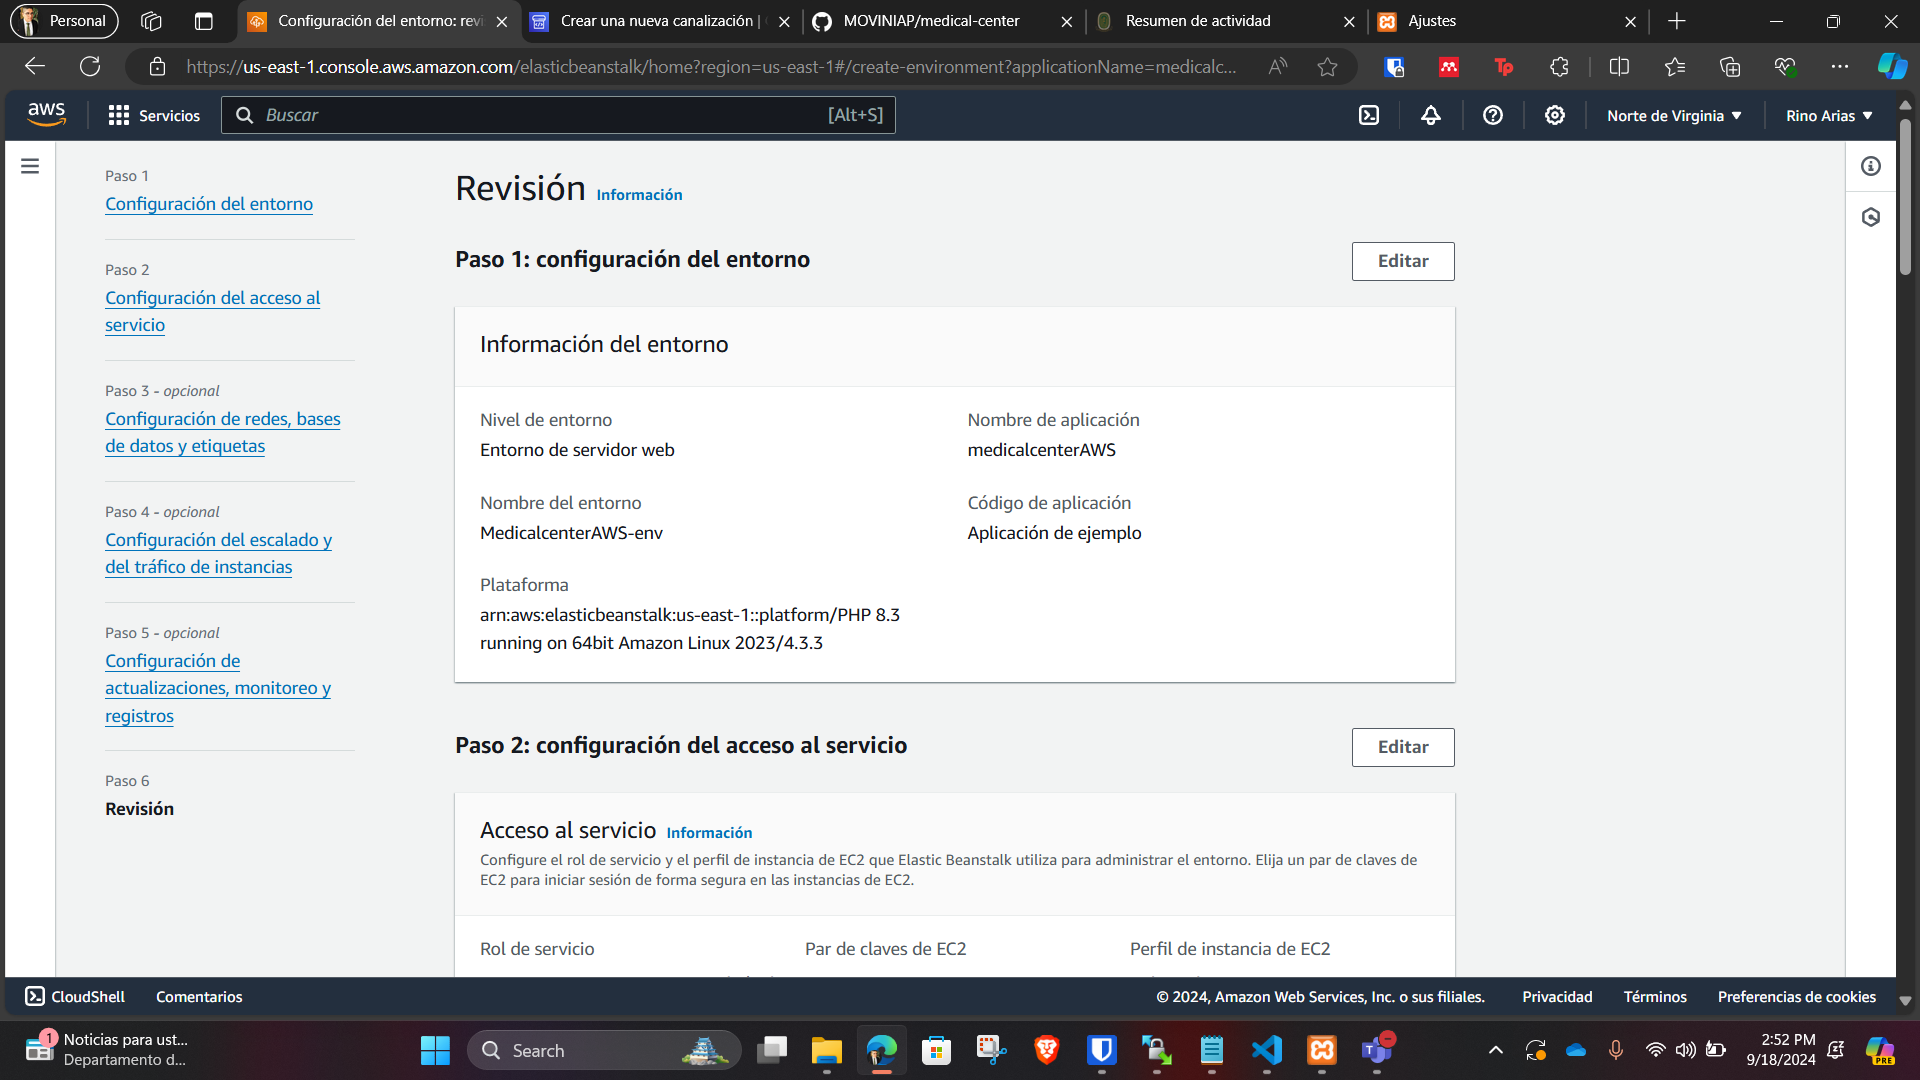 Personal
Configuración del entorno: revi
Crear una nueva canalización |
MOVINIAP/medical-center
Resumen de actividad
Ajustes
https://us-east-1.console.aws.amazon.com/elasticbeanstalk/home?region=us-east-1#/create-environment?applicationName=medicalc...
aws
Servicios
Buscar
[Alt+S]
Norte de Virginia
Rino Arias
Paso 1
Configuración del entorno
Paso 2
Configuración del acceso al
servicio
Paso 3 - opcional
Configuración de redes, bases
de datos y etiquetas
Paso 4 - opcional
Configuración del escalado y
del tráfico de instancias
Paso 5 - opcional
Configuración de
actualizaciones, monitoreo y
registros
Paso 6
Revisión
Revisión Información
Paso 1: configuración del entorno
Editar
Información del entorno
Nivel de entorno
Entorno de servidor web
Nombre de aplicación
medicalcenterAWS
Nombre del entorno
MedicalcenterAWS-env
Código de aplicación
Aplicación de ejemplo
Plataforma
arn:aws:elasticbeanstalk:us-east-1::platform/PHP 8.3
running on 64bit Amazon Linux 2023/4.3.3
Paso 2: configuración del acceso al servicio
Editar
Acceso al servicio Información
Configure el rol de servicio y el perfil de instancia de EC2 que Elastic Beanstalk utiliza para administrar el entorno. Elija un par de claves de
EC2 para iniciar sesión de forma segura en las instancias de EC2.
Rol de servicio
Par de claves de EC2
Perfil de instancia de EC2
CloudShell
Comentarios
© 2024, Amazon Web Services, Inc. o sus filiales.
Privacidad
Términos
Preferencias de cookies
1
Noticias para ust...
Departamento d...
Search
2:52 PM
9/18/2024
PRE